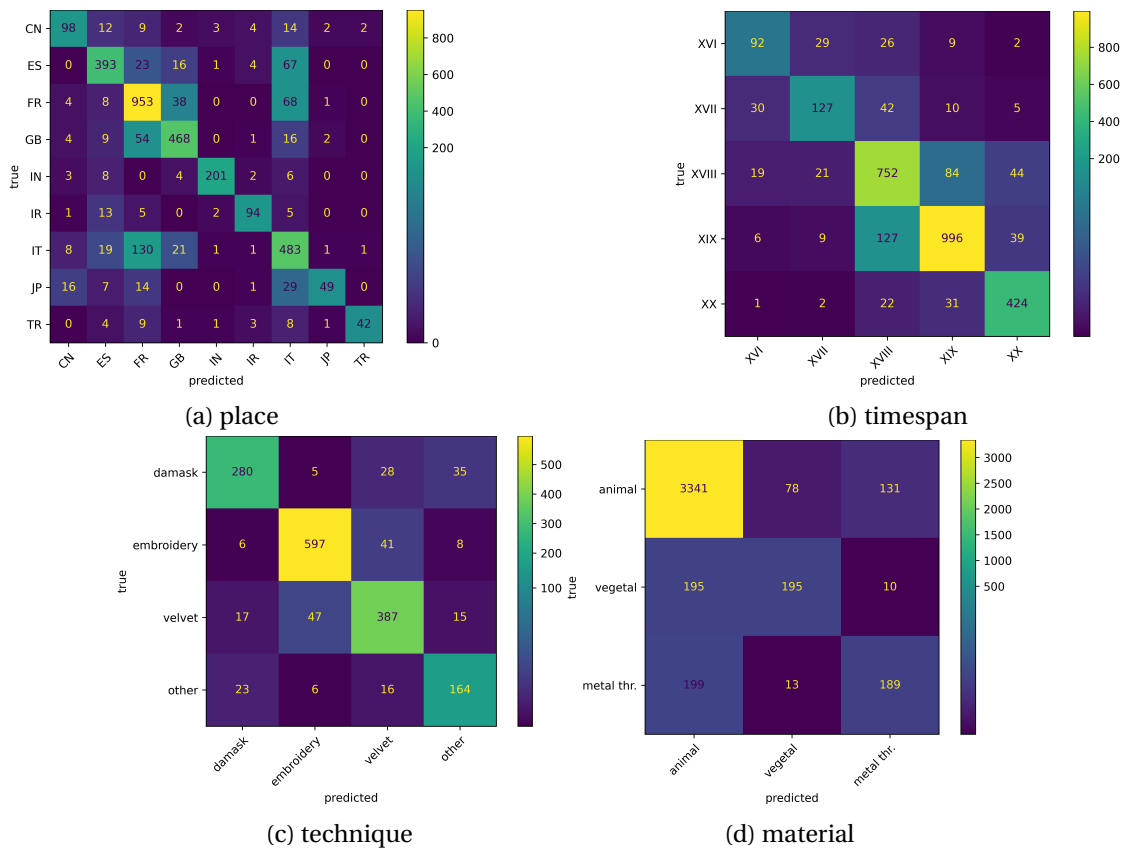 CN 98 12 9 2 3 4 14 2 2
ES 0 393 23 16 1 4 67 0 0
FR 4 8 953 38 0 0 68 1 0
GB 4 9 54 468 0 1 16 2 0
IN 3 8 0 4 201 2 6 0 0
IR 1 13 5 0 2 94 5 0 0
IT 8 19 130 21 1 1 483 1 1
JP 16 7 14 0 0 1 29 49 0
TR 0 4 9 1 1 3 8 1 42
CN ES FR GB IN IR IT JP TR
predicted
true
800
600
400
200
0
(a) place
XVI 92 29 26 9 2
XVII 30 127 42 10 5
XVIII 19 21 752 84 44
XIX 6 9 127 996 39
XX 1 2 22 31 424
XVI XVII XVIII XIX XX
predicted
true
800
600
400
200
(b) timespan
damask 280 5 28 35
embroidery 6 597 41 8
velvet 17 47 387 15
other 23 6 16 164
damask embroidery velvet other
predicted
true
500
400
300
200
100
(c) technique
animal 3341 78 131
vegetal 195 195 10
metal thr. 199 13 189
animal vegetal metal thr.
predicted
true
3000
2500
2000
1500
1000
500
(d) material